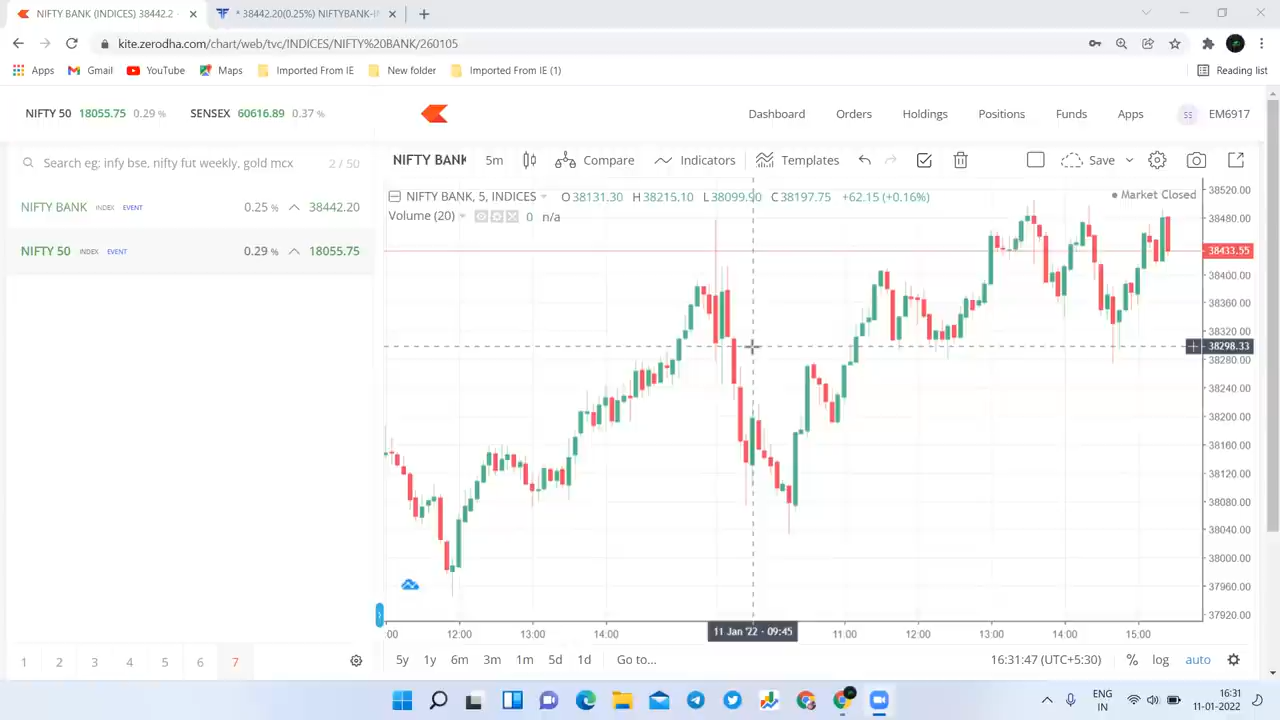 NIFTY BANK (INDICES) 38442.2
38442.20(0.25%) NIFTYBANK-I
kite.zerodha.com/chart/web/tvc/INDICES/NIFTY%20BANK/260105
Apps Gmail YouTube Maps Imported From IE New folder Imported From IE (1) Reading list
NIFTY 50 18055.75 0.29 % SENSEX 60616.89 0.37 %
Dashboard Orders Holdings Positions Funds Apps SS EM6917
Search eg: infy bse, nifty fut weekly, gold mcx 2 / 50
NIFTY BANK 5m Compare Indicators Templates Save
NIFTY BANK INDEX EVENT 0.25 % 38442.20
NIFTY 50 INDEX EVENT 0.29 % 18055.75
NIFTY BANK, 5, INDICES O38131.30 H38215.10 L38099.90 C38197.75 +62.15 (+0.16%)
Market Closed
Volume (20) 0 n/a
38520.00
38480.00
38433.55
38400.00
38360.00
38320.00
38298.33
38280.00
38240.00
38200.00
38160.00
38120.00
38080.00
38040.00
38000.00
37960.00
37920.00
:00 12:00 13:00 14:00 11 Jan '22 - 09:45 11:00 12:00 13:00 14:00 15:00
1 2 3 4 5 6 7
5y 1y 6m 3m 1m 5d 1d Go to... 16:31:47 (UTC+5:30) % log auto
ENG
IN
16:31
11-01-2022